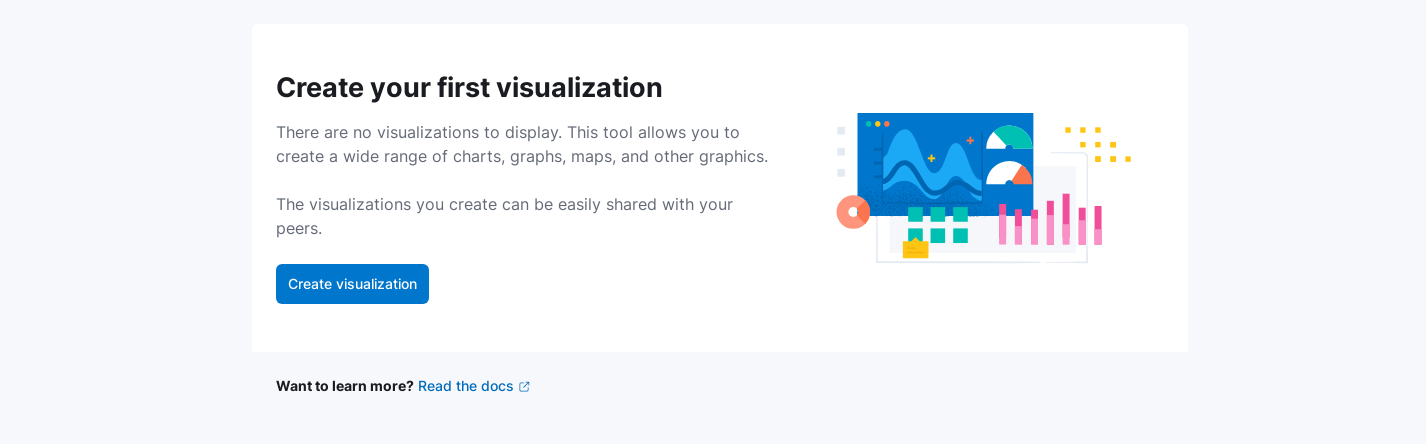 Create your first visualization
There are no visualizations to display. This tool allows you to
create a wide range of charts, graphs, maps, and other graphics.
The visualizations you create can be easily shared with your
peers.
Create visualization
Want to learn more? Read the docs